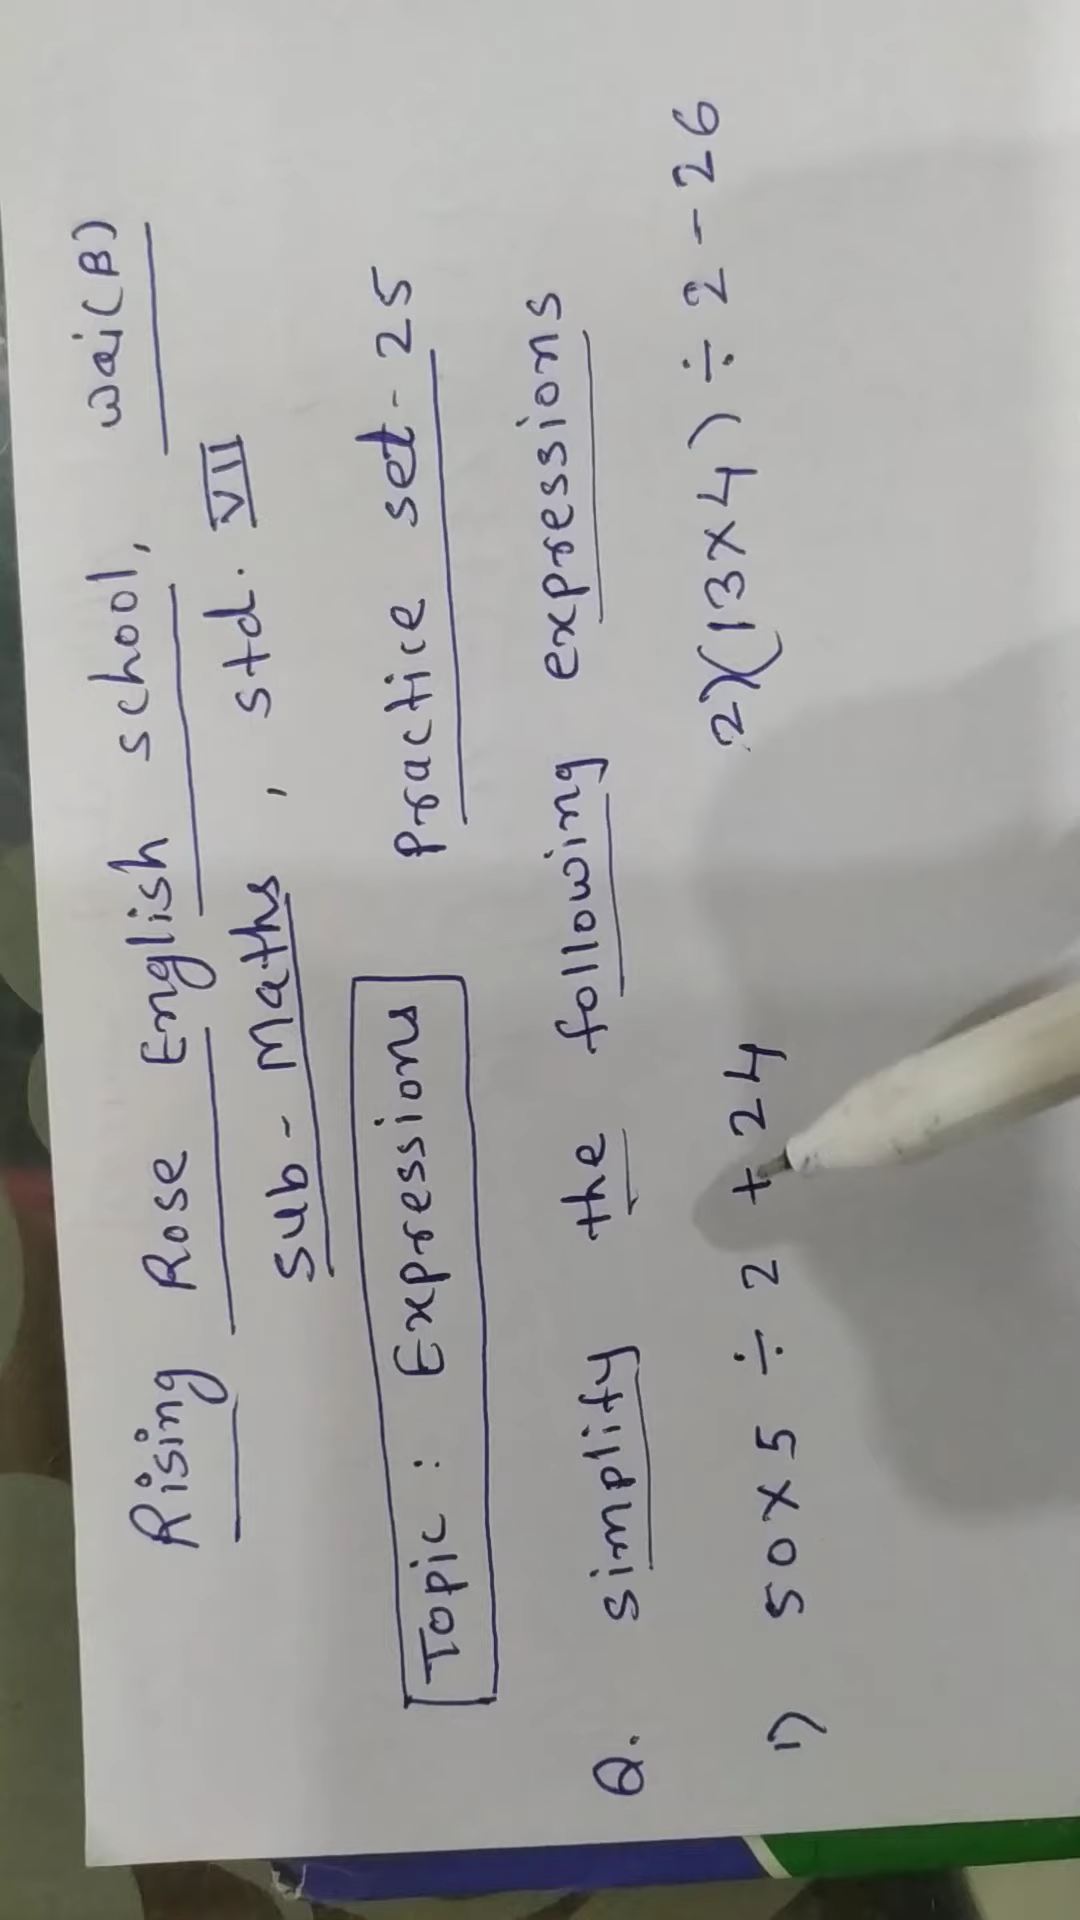 Rising Rose English school, wai(B)
Sub - Maths, std. VII
Topic : Expressions Practice set - 25
Q. simplify the following expressions
1) 50 x 5 ÷ 2 + 24 2) (13 x 4) ÷ 2 - 26